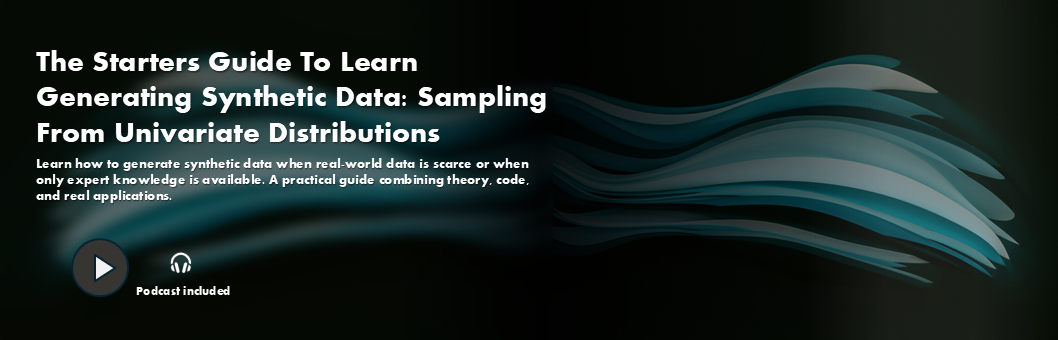 The Starters Guide To Learn
Generating Synthetic Data: Sampling
From Univariate Distributions
Learn how to generate synthetic data when real-world data is scarce or when
only expert knowledge is available. A practical guide combining theory, code,
and real applications.
Podcast included